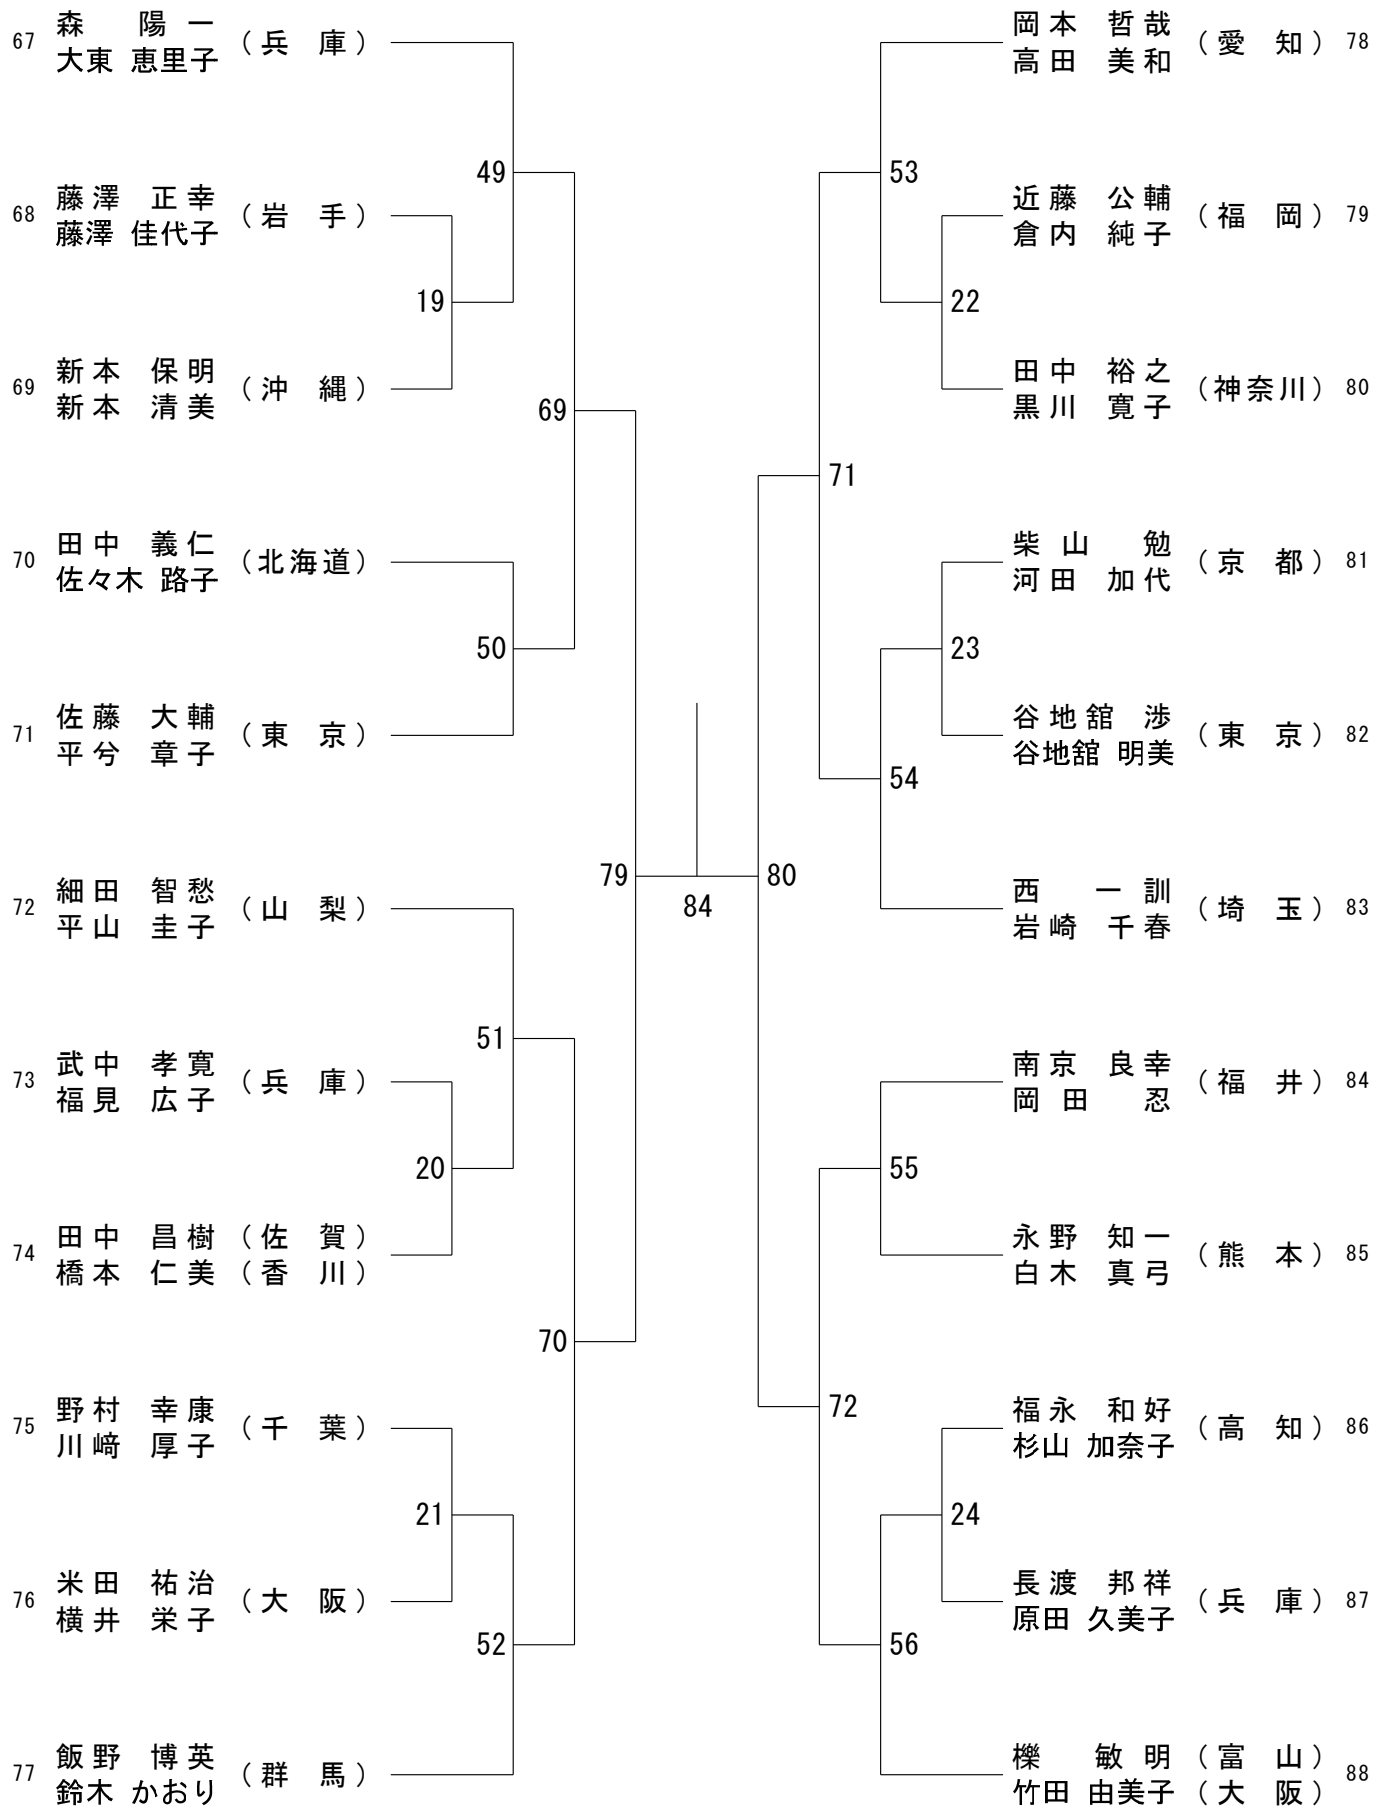 67 森 陽一 (兵 庫)
大東 恵里子
49
68 藤澤 正幸 (岩 手)
藤澤 佳代子
19
69 新本 保明 (沖 縄)
新本 清美
69
70 田中 義仁 (北海道)
佐々木 路子
50
71 佐藤 大輔 (東 京)
平兮 章子
79
72 細田 智愁 (山 梨)
平山 圭子
51
73 武中 孝寛 (兵 庫)
福見 広子
20
74 田中 昌樹 (佐 賀)
橋本 仁美 (香 川)
70
75 野村 幸康 (千 葉)
川﨑 厚子
21
76 米田 祐治 (大 阪)
横井 栄子
52
77 飯野 博英 (群 馬)
鈴木 かおり
84
岡本 哲哉 (愛 知) 78
高田 美和
53
近藤 公輔 (福 岡) 79
倉内 純子
22
田中 裕之 (神奈川) 80
黒川 寛子
71
柴山 勉 (京 都) 81
河田 加代
23
谷地舘 渉 (東 京) 82
谷地舘 明美
54
80
西 一訓 (埼 玉) 83
岩崎 千春
南京 良幸 (福 井) 84
岡田 忍
55
永野 知一 (熊 本) 85
白木 真弓
72
福永 和好 (高 知) 86
杉山 加奈子
24
長渡 邦祥 (兵 庫) 87
原田 久美子
56
櫟 敏明 (富 山) 88
竹田 由美子 (大 阪)